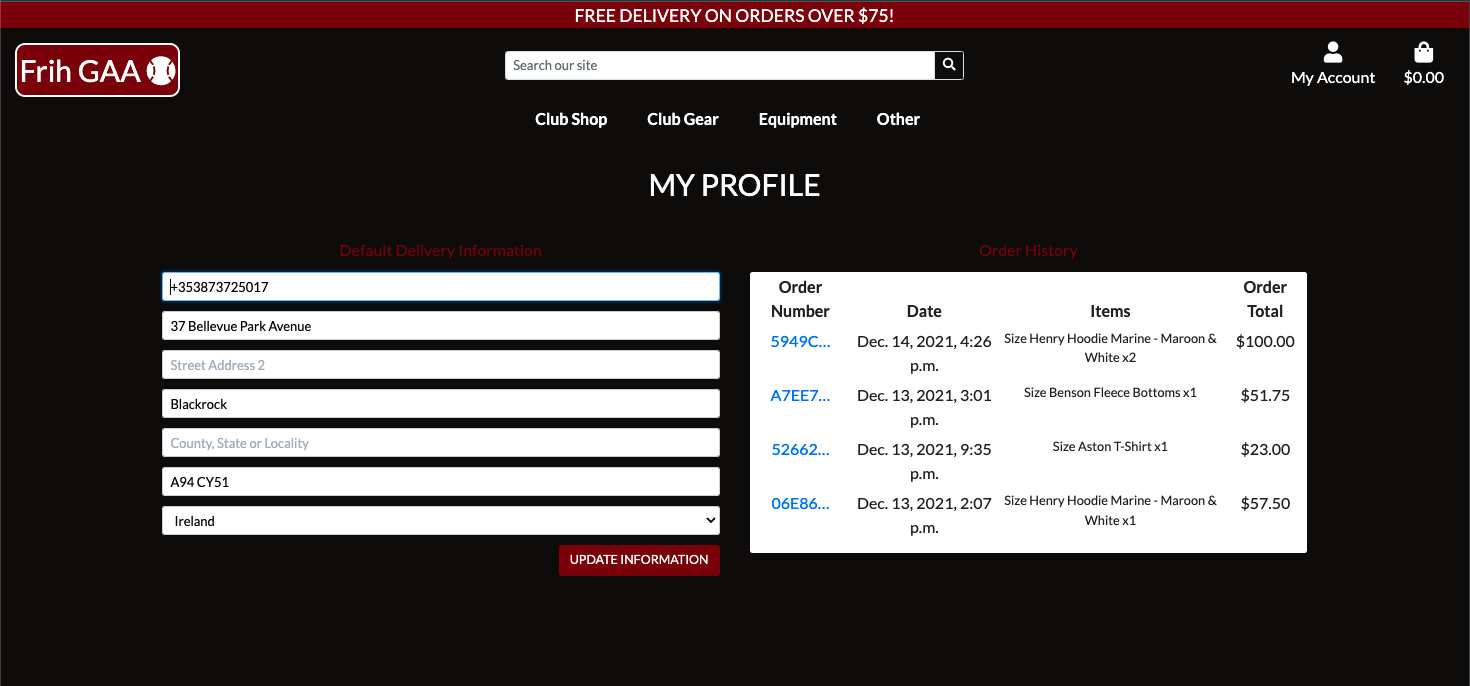 FREE DELIVERY ON ORDERS OVER $75!
Frih GAA
Search our site
My Account
$0.00
Club Shop
Club Gear
Equipment
Other
MY PROFILE
Default Delivery Information
+353873725017
37 Bellevue Park Avenue
Street Address 2
Blackrock
County, State or Locality
A94 CY51
Ireland
UPDATE INFORMATION
Order History
Order Number Date Items Order Total
5949C... Dec. 14, 2021, 4:26 p.m. Size Henry Hoodie Marine - Maroon & White x2 $100.00
A7EE7... Dec. 13, 2021, 3:01 p.m. Size Benson Fleece Bottoms x1 $51.75
52662... Dec. 13, 2021, 9:35 p.m. Size Aston T-Shirt x1 $23.00
06E86... Dec. 13, 2021, 2:07 p.m. Size Henry Hoodie Marine - Maroon & White x1 $57.50